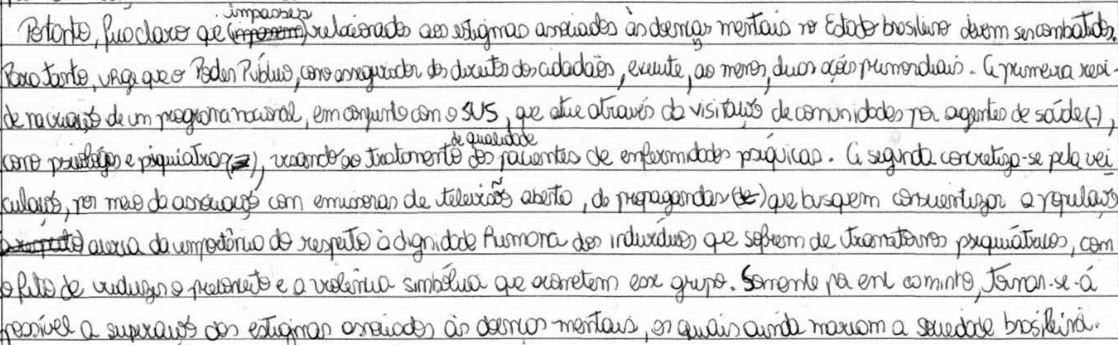 Portanto, fica claro que impasses relacionados aos estigmas associados às doenças mentais no Estado brasileiro devem ser combatidos.
Para tanto, urge que o Poder Público, como assegurador dos direitos dos cidadãos, execute, ao menos, duas ações primordiais. A primeira resi-
de na criação de um programa nacional, em conjunto com o SUS, que atue através da visitação de comunidades por agentes de saúde (-),
como psicólogos e psiquiatras, visando ao tratamento de qualidade dos pacientes de enfermidades psíquicas. A segunda concretiza-se pela vei
culação, por meio da associação com emissoras de televisão aberta, de propagandas (de) que busquem conscientizar a população
acerca da importância do respeito à dignidade humana dos indivíduos que sofrem de transtornos psiquiátricos, com
o fito de reduzir o preconceito e a violência simbólica que acometem esse grupo. Somente por esse caminho, tornar-se-á
possível a superação dos estigmas associados às doenças mentais, os quais ainda marcam a sociedade brasileira.